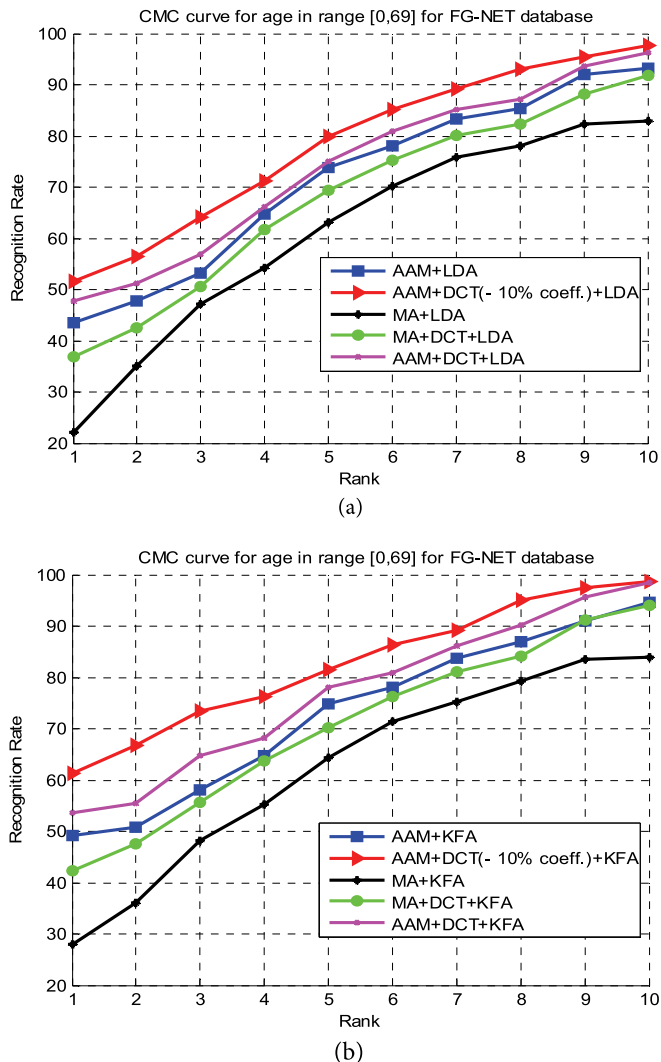 CMC curve for age in range [0,69] for FG-NET database
100
90
80
70
60
50
40
30
20
Recognition Rate
AAM+LDA
AAM+DCT(- 10% coeff.)+LDA
MA+LDA
MA+DCT+LDA
AAM+DCT+LDA
1 2 3 4 5 6 7 8 9 10
Rank
(a)
CMC curve for age in range [0,69] for FG-NET database
100
90
80
70
60
50
40
30
20
Recognition Rate
AAM+KFA
AAM+DCT(- 10% coeff.)+KFA
MA+KFA
MA+DCT+KFA
AAM+DCT+KFA
1 2 3 4 5 6 7 8 9 10
Rank
(b)